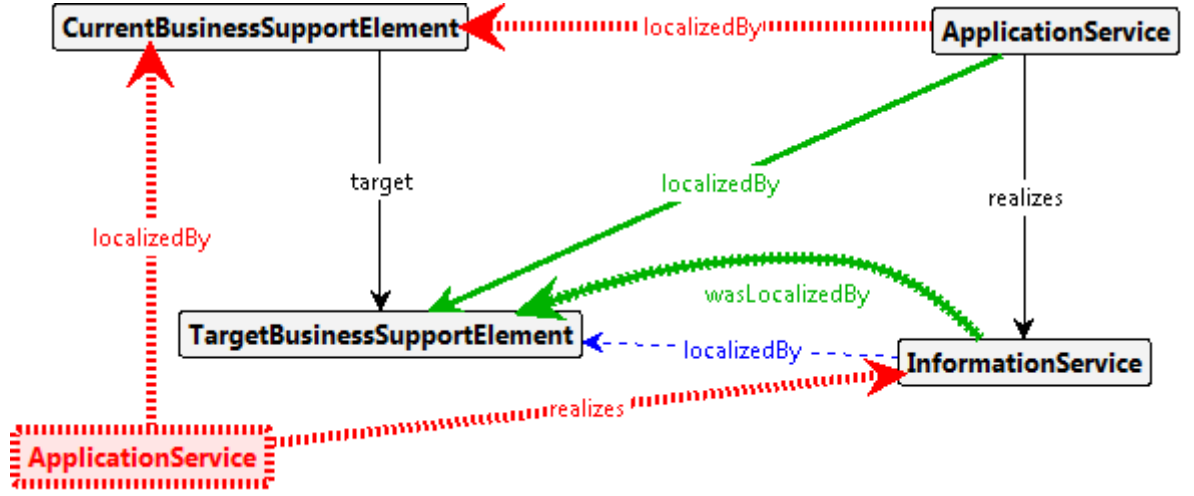 CurrentBusinessSupportElement
localizedBy
ApplicationService
target
localizedBy
realizes
localizedBy
wasLocalizedBy
TargetBusinessSupportElement
localizedBy
InformationService
realizes
ApplicationService